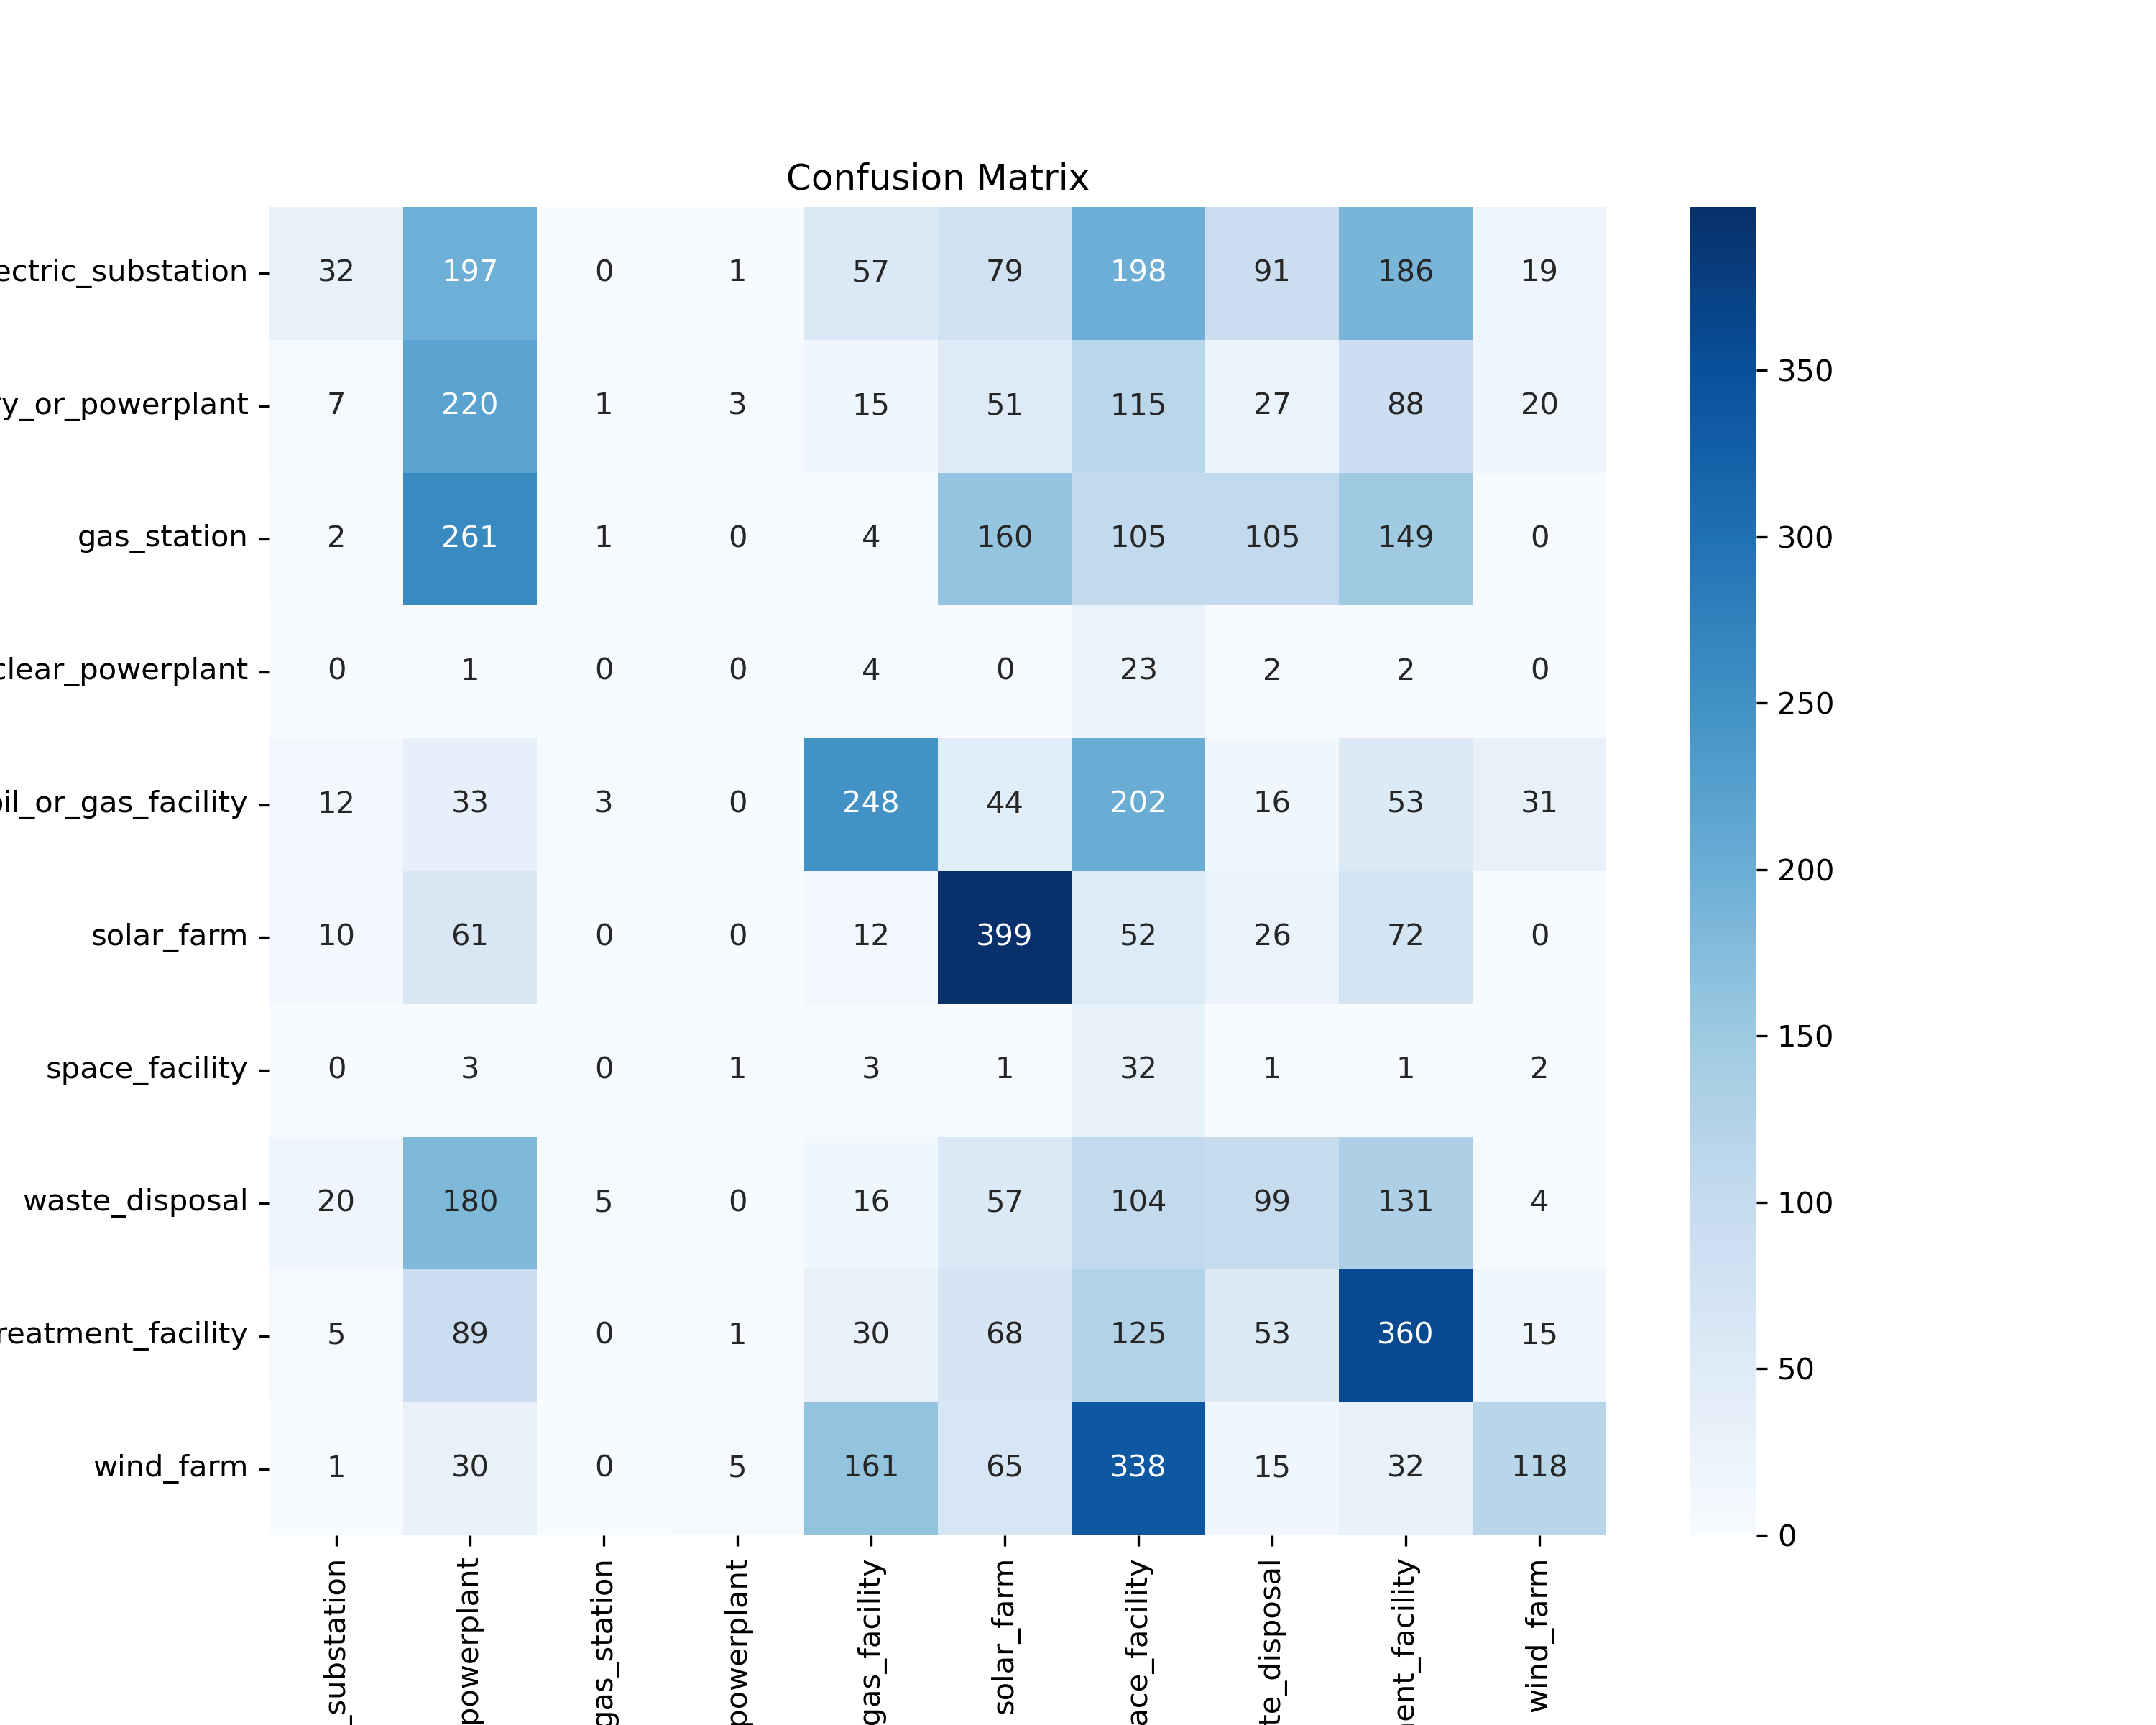 Confusion Matrix
ectric_substation 32 197 0 1 57 79 198 91 186 19
y_or_powerplant 7 220 1 3 15 51 115 27 88 20
gas_station 2 261 1 0 4 160 105 105 149 0
clear_powerplant 0 1 0 0 4 0 23 2 2 0
oil_or_gas_facility 12 33 3 0 248 44 202 16 53 31
solar_farm 10 61 0 0 12 399 52 26 72 0
space_facility 0 3 0 1 3 1 32 1 1 2
waste_disposal 20 180 5 0 16 57 104 99 131 4
reatment_facility 5 89 0 1 30 68 125 53 360 15
wind_farm 1 30 0 5 161 65 338 15 32 118
_substation
powerplant
gas_station
powerplant
gas_facility
solar_farm
ace_facility
te_disposal
ent_facility
wind_farm
350
300
250
200
150
100
50
0